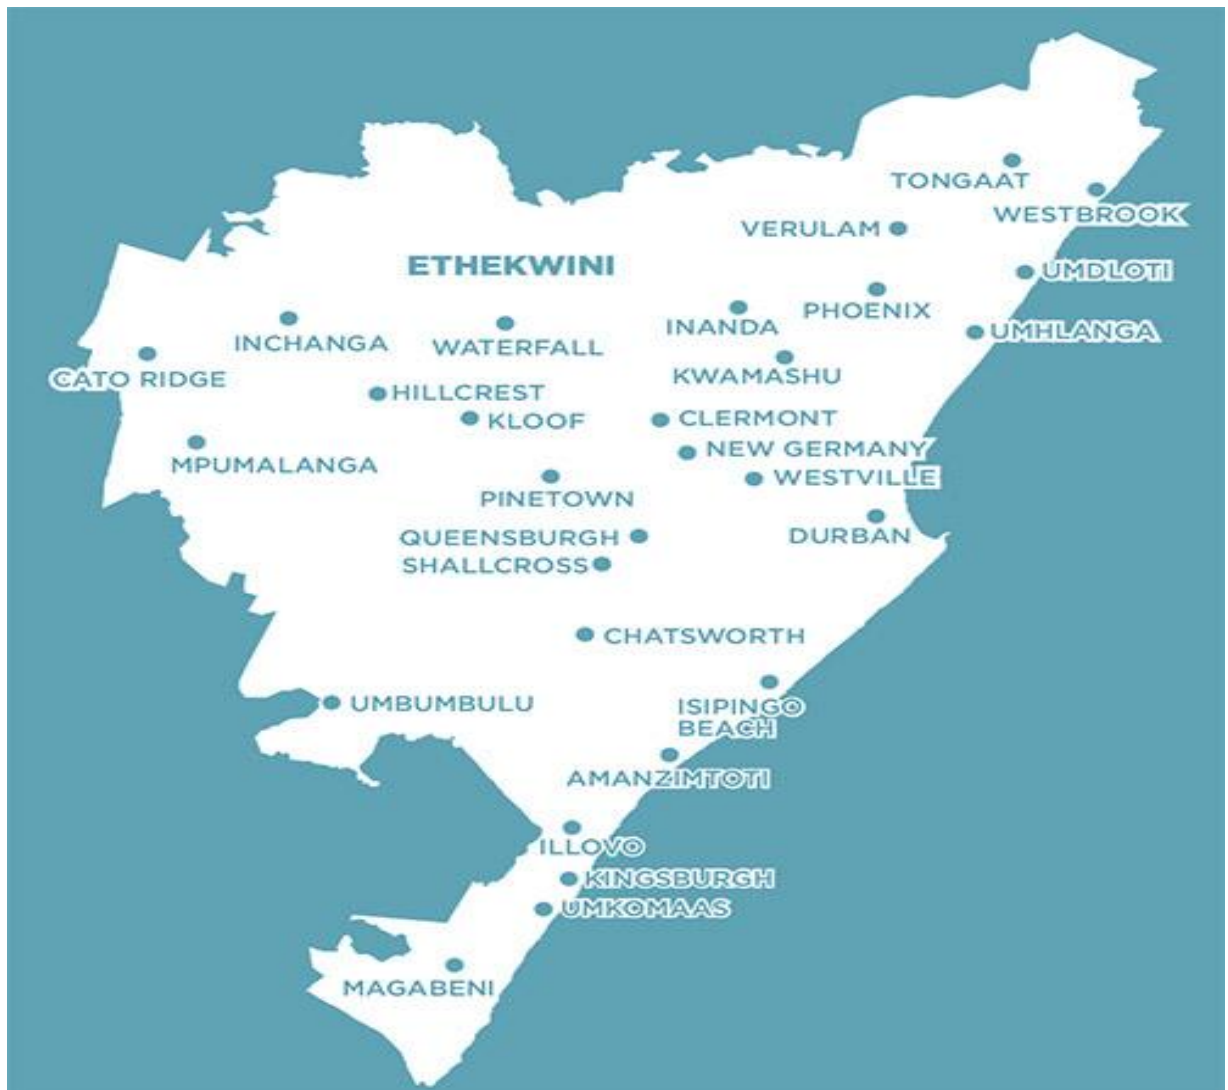 TONGAAT
WESTBROOK
VERULAM
ETHEKWINI
UMDLOTI
PHOENIX
INANDA
UMHLANGA
INCHANGA
WATERFALL
KWAMASHU
CATO RIDGE
HILLCREST
KLOOF
CLERMONT
NEW GERMANY
MPUMALANGA
WESTVILLE
PINETOWN
QUEENSBURGH
DURBAN
SHALLCROSS
CHATSWORTH
UMBUMBULU
ISIPINGO
BEACH
AMANZIMTOTI
ILLOVO
KINGSBURGH
UMKOMAAS
MAGABENI